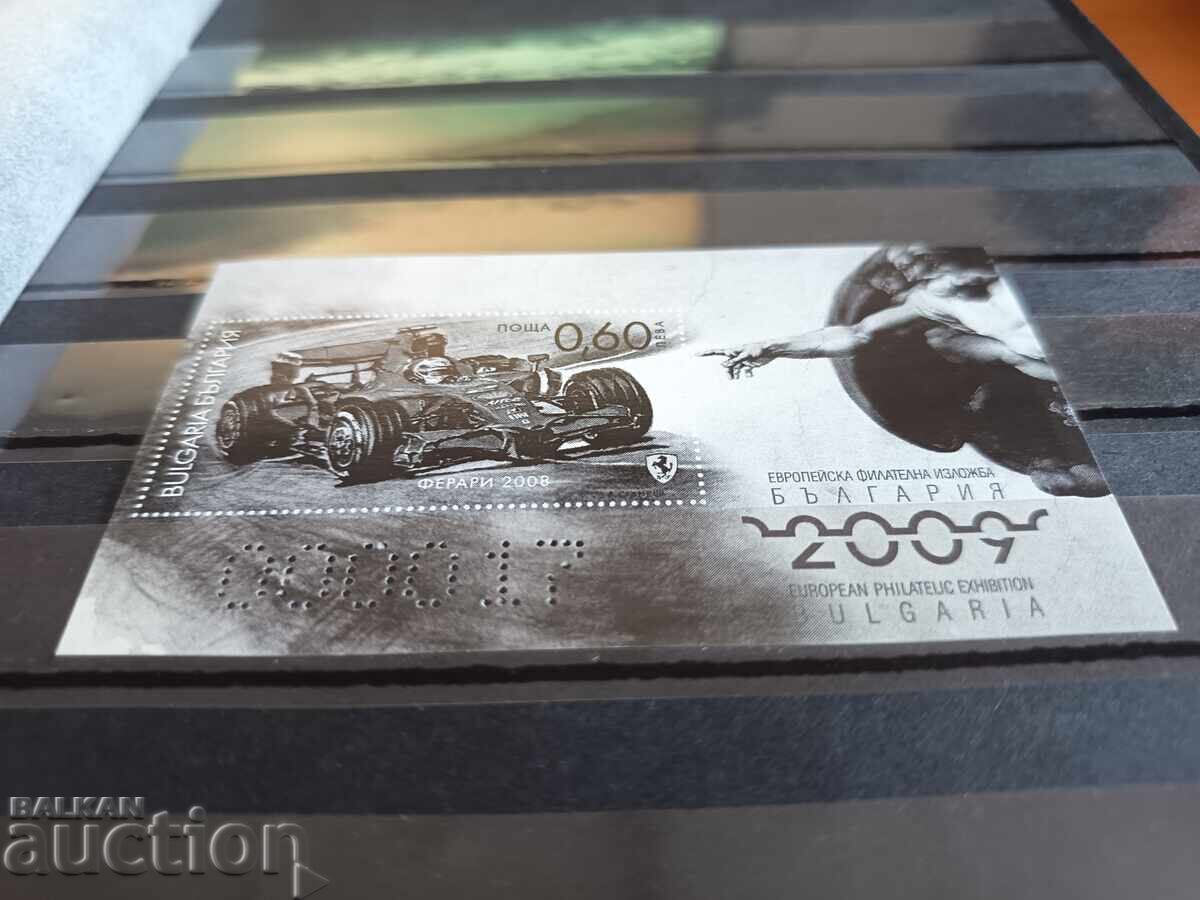 ПОЩА 0,60 ЛЕВА
BULGARIA БЪЛГАРИЯ
ФЕРАРИ 2008
ЕВРОПЕЙСКА ФИЛАТЕЛНА ИЗЛОЖБА
БЪЛГАРИЯ
2009
EUROPEAN PHILATELIC EXHIBITION
BULGARIA
BALKAN
auction